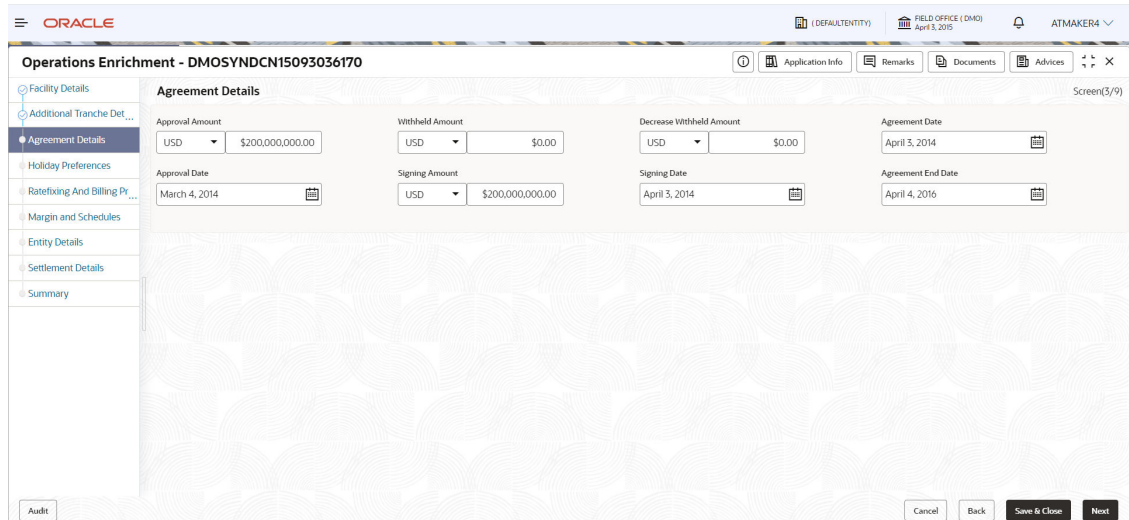 ORACLE
( DEFAULTENTITY)
FIELD OFFICE ( DMO)
April 3, 2015
ATMAKER4
Operations Enrichment - DMOSYNDCN15093036170
Application Info
Remarks
Documents
Advices
Facility Details
Additional Tranche Det...
Agreement Details
Holiday Preferences
Ratefixing And Billing Pr...
Margin and Schedules
Entity Details
Settlement Details
Summary
Agreement Details
Screen(3/9)
Approval Amount
Withheld Amount
Decrease Withheld Amount
Agreement Date
USD $200,000,000.00
USD $0.00
USD $0.00
April 3, 2014
Approval Date
Signing Amount
Signing Date
Agreement End Date
March 4, 2014
USD $200,000,000.00
April 3, 2014
April 4, 2016
Audit
Cancel
Back
Save & Close
Next